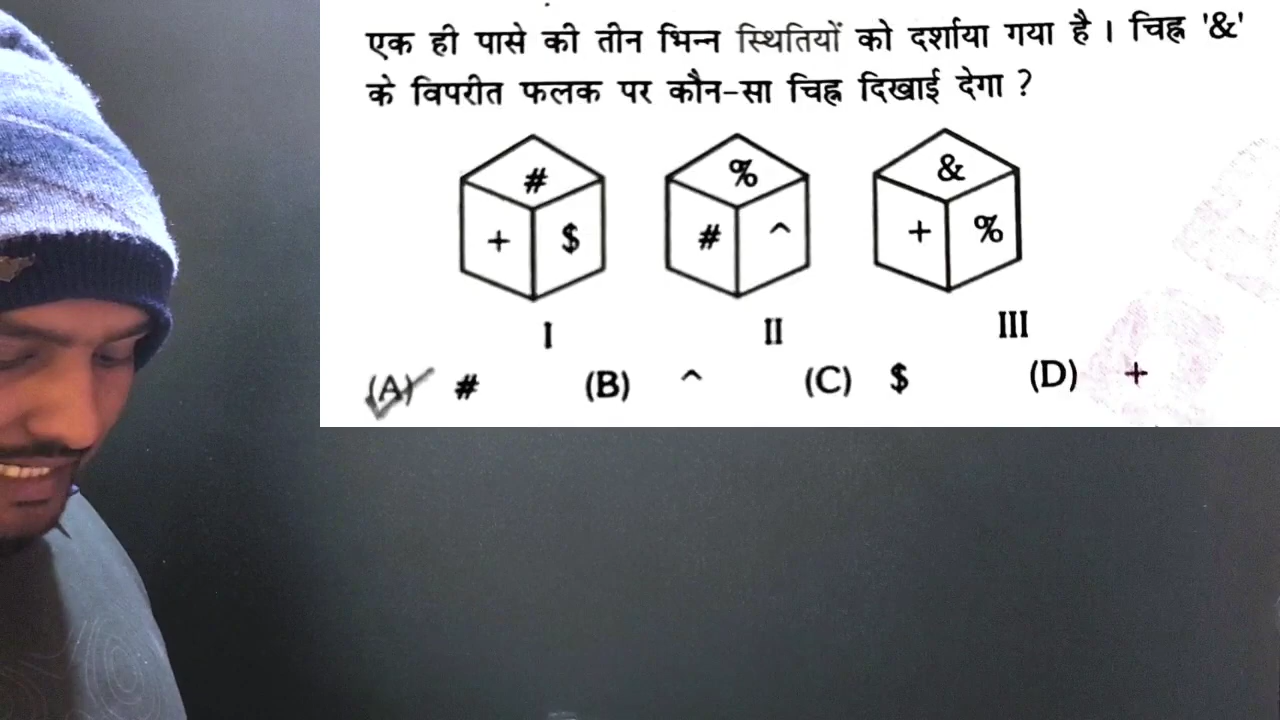 एक ही पासे की तीन भिन्न स्थितियों को दर्शाया गया है । चिह्न '&'
के विपरीत फलक पर कौन-सा चिह्न दिखाई देगा ?
# % &
+ $ # ^ + %
I II III
(A) # (B) ^ (C) $ (D) +